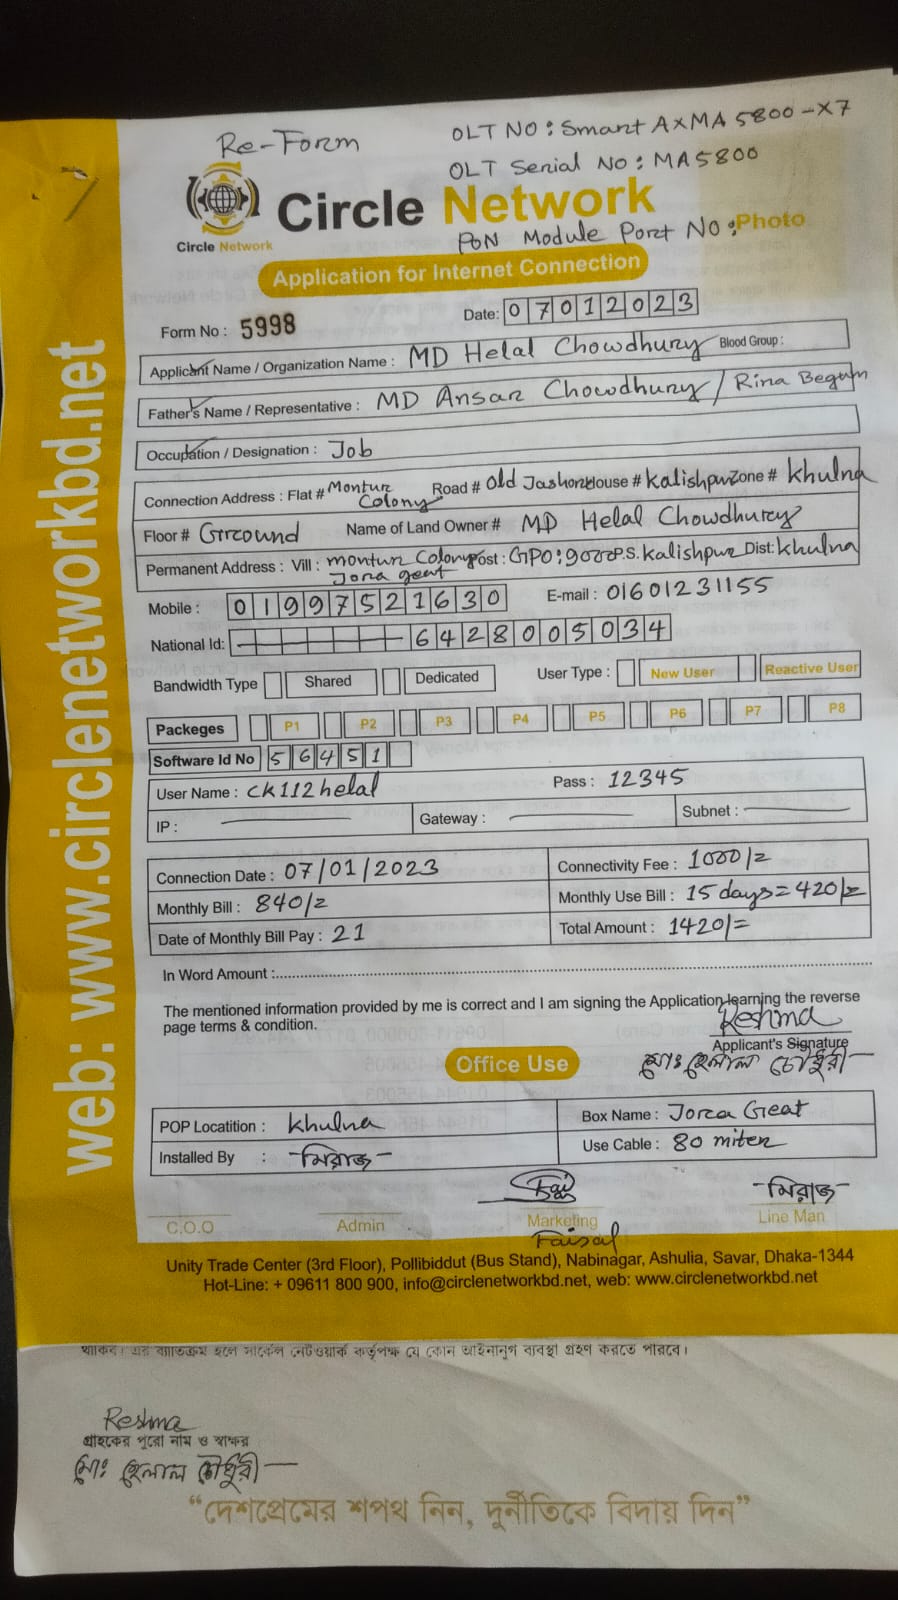 Re-Form
OLT NO : Smart AXMA 5800-X7
OLT Serial No : MA5800
Circle Network
Circle Network
PON Module Port NO :
Photo
Application for Internet Connection
Form No : 5998
Date: 07012023
Applicant Name / Organization Name : MD Helal Chowdhury Blood Group :
Father's Name / Representative : MD Ansar Chowdhury / Rina Begum
Occupation / Designation : Job
Connection Address : Flat # Montur Colony Road # Old Jashore House # Kalishpur Zone # Khulna
Floor # Ground Name of Land Owner # MD Helal Chowdhury
Permanent Address : Vill : montur Colony Jora geat Post : GPO : 9000 P.S. Kalishpur Dist: Khulna
Mobile : 01997521630 E-mail : 01601231155
National Id: 6428005034
Bandwidth Type Shared Dedicated User Type : New User Reactive User
Packeges P1 P2 P3 P4 P5 P6 P7 P8
Software Id No 56451
User Name : ck112helal Pass : 12345
IP : Gateway : Subnet :
Connection Date : 07/01/2023 Connectivity Fee : 1000/=
Monthly Bill : 840/= Monthly Use Bill : 15 days = 420/=
Date of Monthly Bill Pay : 21 Total Amount : 1420/=
In Word Amount :
The mentioned information provided by me is correct and I am signing the Application learning the reverse
page terms & condition.
Reshma
Applicant's Signature
মোঃ হেলাল চৌধুরী
Office Use
POP Locatition : Khulna Box Name : Jora Geat
Installed By : মিরাজ Use Cable : 80 miter
C.O.O Admin Marketing Line Man
Faisal মিরাজ
Unity Trade Center (3rd Floor), Pollibiddut (Bus Stand), Nabinagar, Ashulia, Savar, Dhaka-1344
Hot-Line: + 09611 800 900, info@circlenetworkbd.net, web: www.circlenetworkbd.net
web: www.circlenetworkbd.net
থাকিব। এর ব্যতিক্রম হলে সার্কেল নেটওয়ার্ক কর্তৃপক্ষ যে কোন আইনানুগ ব্যবস্থা গ্রহণ করতে পারবে।
Reshma
গ্রাহকের পুরো নাম ও স্বাক্ষর
মোঃ হেলাল চৌধুরী
“দেশপ্রেমের শপথ নিন, দুর্নীতিকে বিদায় দিন”